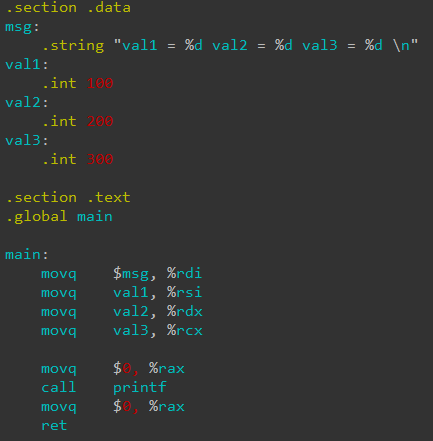 .section .data
msg:
    .string "val1 = %d val2 = %d val3 = %d \n"
val1:
    .int 100
val2:
    .int 200
val3:
    .int 300

.section .text
.global main

main:
    movq    $msg, %rdi
    movq    val1, %rsi
    movq    val2, %rdx
    movq    val3, %rcx

    movq    $0, %rax
    call    printf
    movq    $0, %rax
    ret